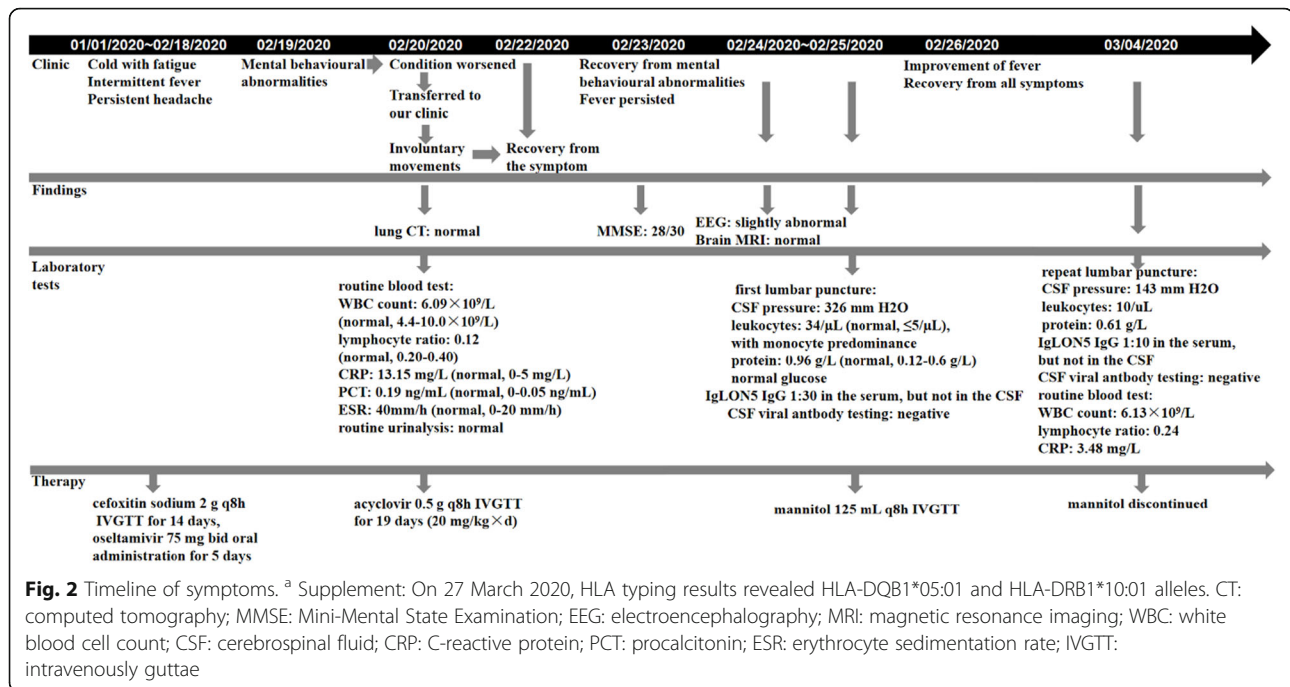 01/01/2020~02/18/2020 02/19/2020 02/20/2020 02/22/2020 02/23/2020 02/24/2020~02/25/2020 02/26/2020 03/04/2020
Clinic
Cold with fatigue
Intermittent fever
Persistent headache
Mental behavioural
abnormalities
Condition worsened
Transferred to
our clinic
Involuntary
movements
Recovery from
the symptom
Recovery from mental
behavioural abnormalities
Fever persisted
Improvement of fever
Recovery from all symptoms
Findings
lung CT: normal
MMSE: 28/30
EEG: slightly abnormal
Brain MRI: normal
Laboratory
tests
routine blood test:
WBC count: 6.09×10⁹/L
(normal, 4.4-10.0×10⁹/L)
lymphocyte ratio: 0.12
(normal, 0.20-0.40)
CRP: 13.15 mg/L (normal, 0-5 mg/L)
PCT: 0.19 ng/mL (normal, 0-0.05 ng/mL)
ESR: 40mm/h (normal, 0-20 mm/h)
routine urinalysis: normal
first lumbar puncture:
CSF pressure: 326 mm H2O
leukocytes: 34/μL (normal, ≤5/μL),
with monocyte predominance
protein: 0.96 g/L (normal, 0.12-0.6 g/L)
normal glucose
IgLON5 IgG 1:30 in the serum, but not in the CSF
CSF viral antibody testing: negative
repeat lumbar puncture:
CSF pressure: 143 mm H2O
leukocytes: 10/uL
protein: 0.61 g/L
IgLON5 IgG 1:10 in the serum,
but not in the CSF
CSF viral antibody testing: negative
routine blood test:
WBC count: 6.13×10⁹/L
lymphocyte ratio: 0.24
CRP: 3.48 mg/L
Therapy
cefoxitin sodium 2 g q8h
IVGTT for 14 days,
oseltamivir 75 mg bid oral
administration for 5 days
acyclovir 0.5 g q8h IVGTT
for 19 days (20 mg/kg×d)
mannitol 125 mL q8h IVGTT
mannitol discontinued
Fig. 2 Timeline of symptoms. ᵃ Supplement: On 27 March 2020, HLA typing results revealed HLA-DQB1*05:01 and HLA-DRB1*10:01 alleles. CT:
computed tomography; MMSE: Mini-Mental State Examination; EEG: electroencephalography; MRI: magnetic resonance imaging; WBC: white
blood cell count; CSF: cerebrospinal fluid; CRP: C-reactive protein; PCT: procalcitonin; ESR: erythrocyte sedimentation rate; IVGTT:
intravenously guttae